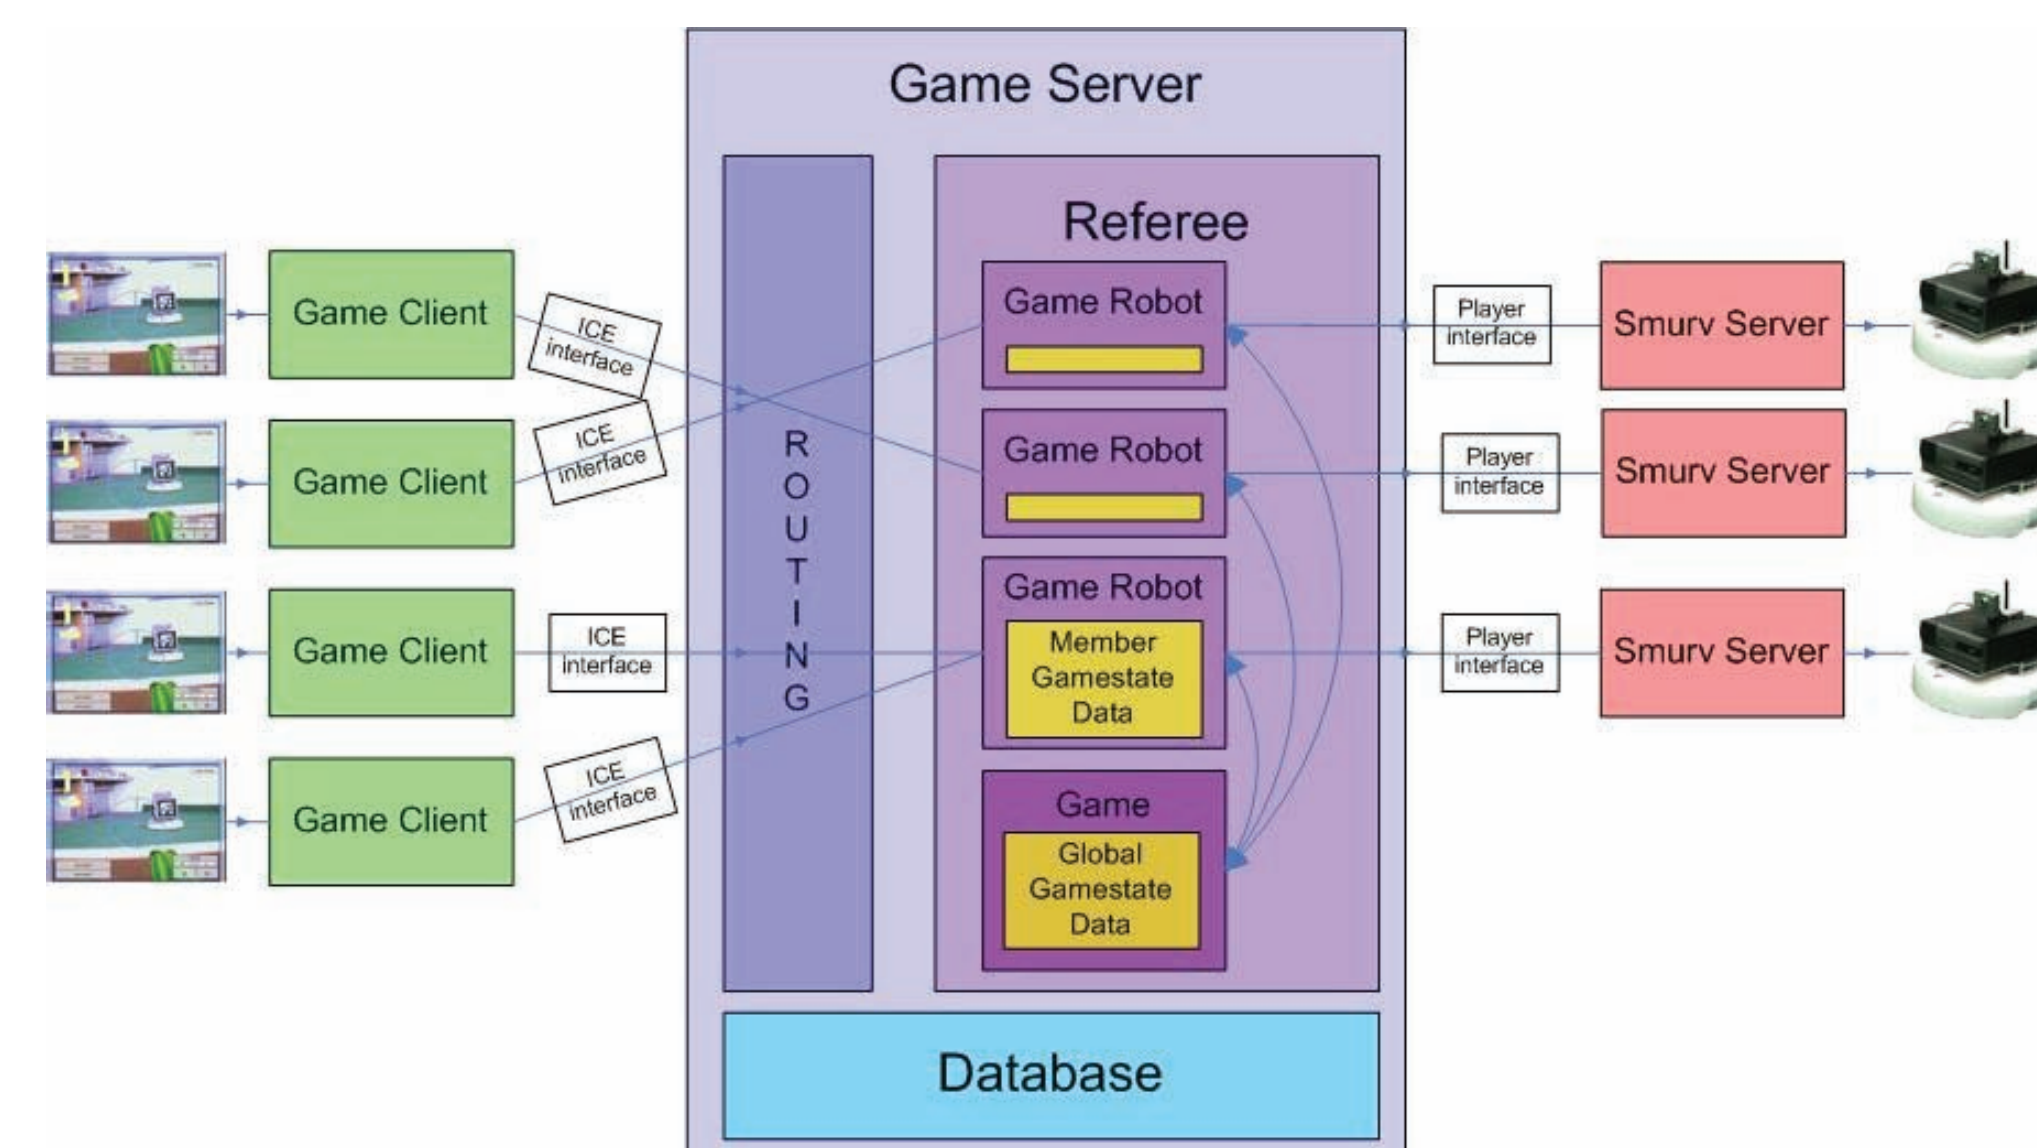 Game Server
Referee
Game Client
ICE
interface
Game Client
ICE
interface
Game Client
ICE
interface
Game Client
ICE
interface
R
O
U
T
I
N
G
Game Robot
Game Robot
Game Robot
Member
Gamestate
Data
Game
Global
Gamestate
Data
Player
interface
Smurv Server
Player
interface
Smurv Server
Player
interface
Smurv Server
Database